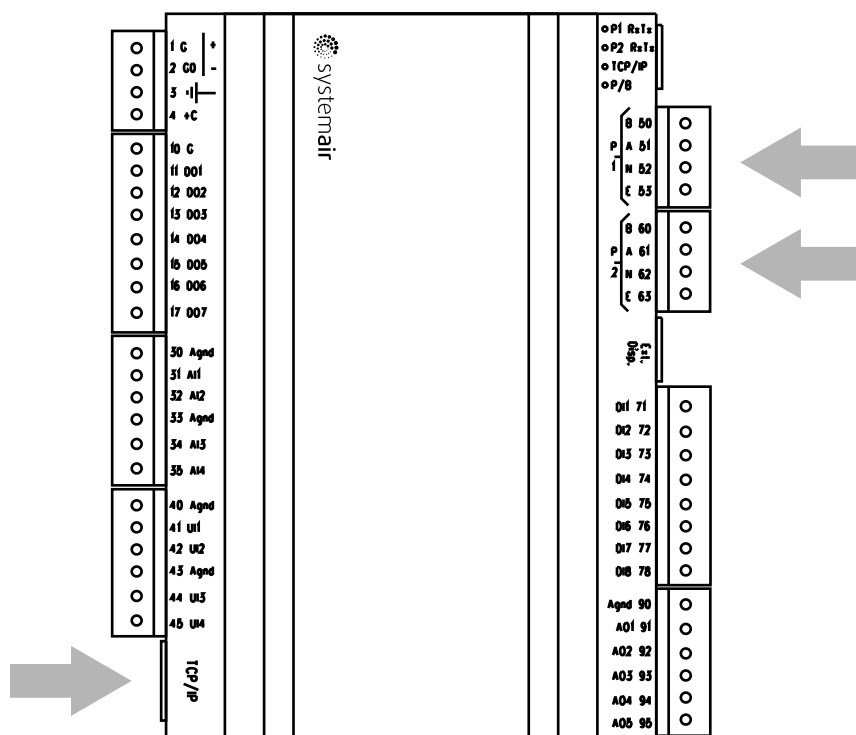 1 G +
2 G0 -
3
4 +C
10 G
11 DO1
12 DO2
13 DO3
14 DO4
15 DO5
16 DO6
17 DO7
30 Agnd
31 AI1
32 AI2
33 Agnd
34 AI3
35 AI4
40 Agnd
41 UI1
42 UI2
43 Agnd
44 UI3
45 UI4
TCP/IP
systemair
P1 RxTx
P2 RxTx
TCP/IP
P/B
P1
B 50
A 51
N 52
E 53
P2
B 60
A 61
N 62
E 63
Ext.
Disp.
DI1 71
DI2 72
DI3 73
DI4 74
DI5 75
DI6 76
DI7 77
DI8 78
Agnd 90
AO1 91
AO2 92
AO3 93
AO4 94
AO5 95